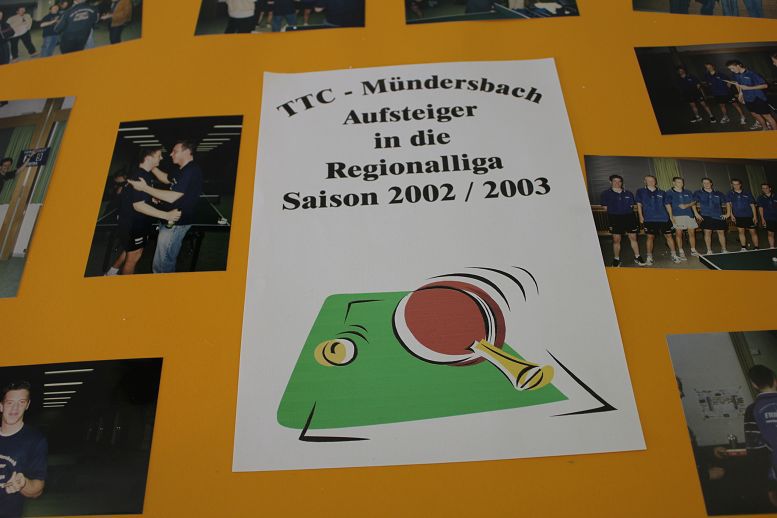 TTC - Mündersbach
Aufsteiger
in die
Regionalliga
Saison 2002 / 2003